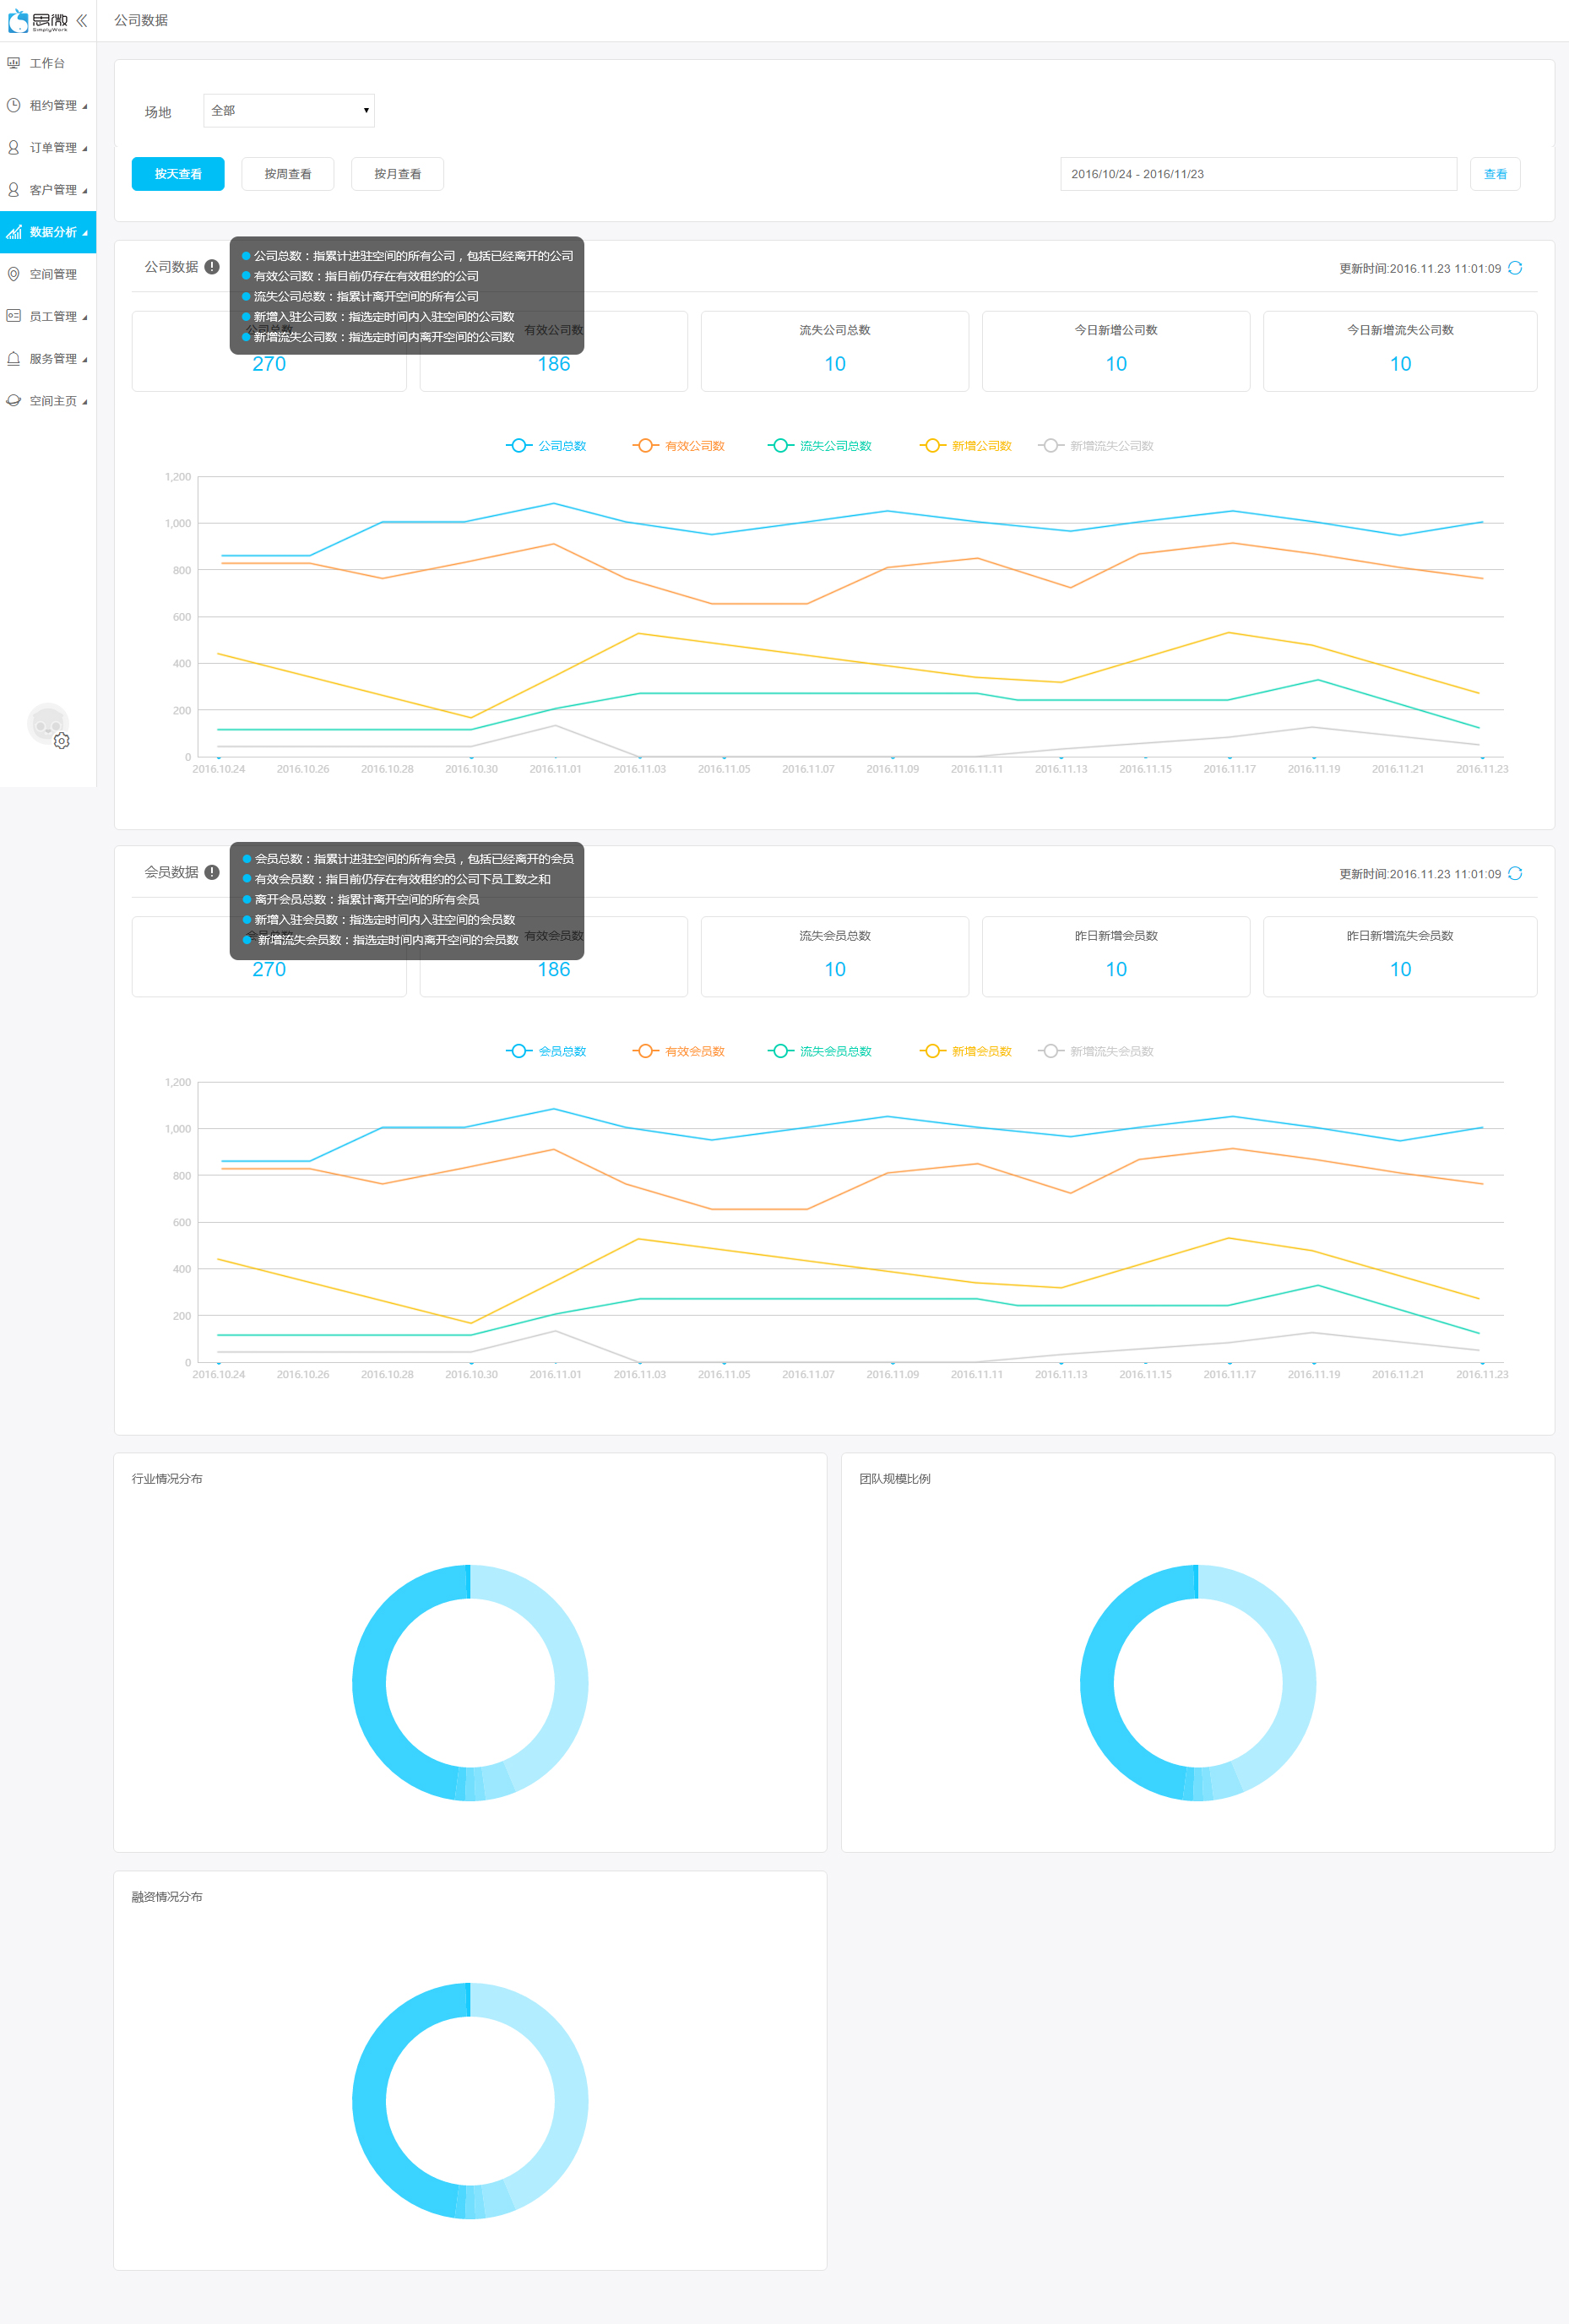 思微
SimplyWork
公司数据
工作台
租约管理
订单管理
客户管理
数据分析
空间管理
员工管理
服务管理
空间主页
场地
全部
按天查看
按周查看
按月查看
2016/10/24 - 2016/11/23
查看
公司数据
公司总数：指累计进驻空间的所有公司，包括已经离开的公司
有效公司数：指目前仍存在有效租约的公司
流失公司总数：指累计离开空间的所有公司
新增入驻公司数：指选定时间内入驻空间的公司数
新增流失公司数：指选定时间内离开空间的公司数
更新时间:2016.11.23 11:01:09
公司总数
270
有效公司数
186
流失公司总数
10
今日新增公司数
10
今日新增流失公司数
10
公司总数
有效公司数
流失公司总数
新增公司数
新增流失公司数
1,200
1,000
800
600
400
200
0
2016.10.24
2016.10.26
2016.10.28
2016.10.30
2016.11.01
2016.11.03
2016.11.05
2016.11.07
2016.11.09
2016.11.11
2016.11.13
2016.11.15
2016.11.17
2016.11.19
2016.11.21
2016.11.23
会员数据
会员总数：指累计进驻空间的所有会员，包括已经离开的会员
有效会员数：指目前仍存在有效租约的公司下员工数之和
离开会员总数：指累计离开空间的所有会员
新增入驻会员数：指选定时间内入驻空间的会员数
新增流失会员数：指选定时间内离开空间的会员数
更新时间:2016.11.23 11:01:09
会员总数
270
有效会员数
186
流失会员总数
10
昨日新增会员数
10
昨日新增流失会员数
10
会员总数
有效会员数
流失会员总数
新增会员数
新增流失会员数
1,200
1,000
800
600
400
200
0
2016.10.24
2016.10.26
2016.10.28
2016.10.30
2016.11.01
2016.11.03
2016.11.05
2016.11.07
2016.11.09
2016.11.11
2016.11.13
2016.11.15
2016.11.17
2016.11.19
2016.11.21
2016.11.23
行业情况分布
团队规模比例
融资情况分布